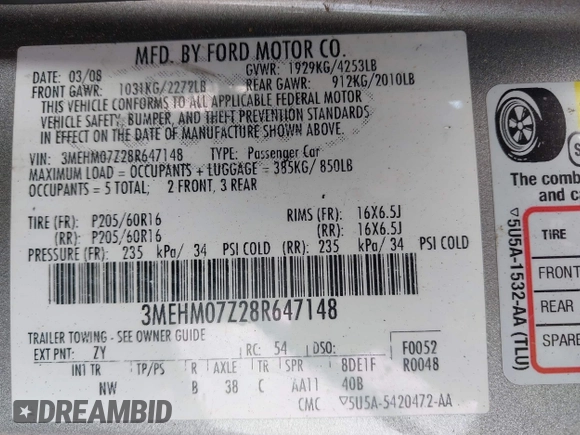 MFD. BY FORD MOTOR CO.
DATE: 03/08 GVWR: 1929KG/4253LB
FRONT GAWR: 1031KG/2272LB REAR GAWR: 912KG/2010LB
THIS VEHICLE CONFORMS TO ALL APPLICABLE FEDERAL MOTOR
VEHICLE SAFETY, BUMPER, AND THEFT PREVENTION STANDARDS
IN EFFECT ON THE DATE OF MANUFACTURE SHOWN ABOVE.
VIN: 3MEHM07Z28R647148 TYPE: Passenger Car
MAXIMUM LOAD = OCCUPANTS + LUGGAGE = 385KG/ 850LB
OCCUPANTS = 5 TOTAL; 2 FRONT, 3 REAR
TIRE (FR): P205/60R16 RIMS (FR): 16X6.5J
(RR): P205/60R16 (RR): 16X6.5J
PRESSURE (FR): 235 kPa/ 34 PSI COLD (RR): 235 kPa/ 34 PSI COLD
3MEHM07Z28R647148
TRAILER TOWING - SEE OWNER GUIDE
EXT PNT: ZY RC: 54 DSO: F0052
INT TR TP/PS R AXLE TR SPR 8DE1F R0048
NW B 38 C AA11 40B
CMC ▽5U5A-5420472-AA
The comb
and ca
TIRE
FRONT
REAR
SPARE
▽5U5A-1532-AA (TLU)
DREAMBID